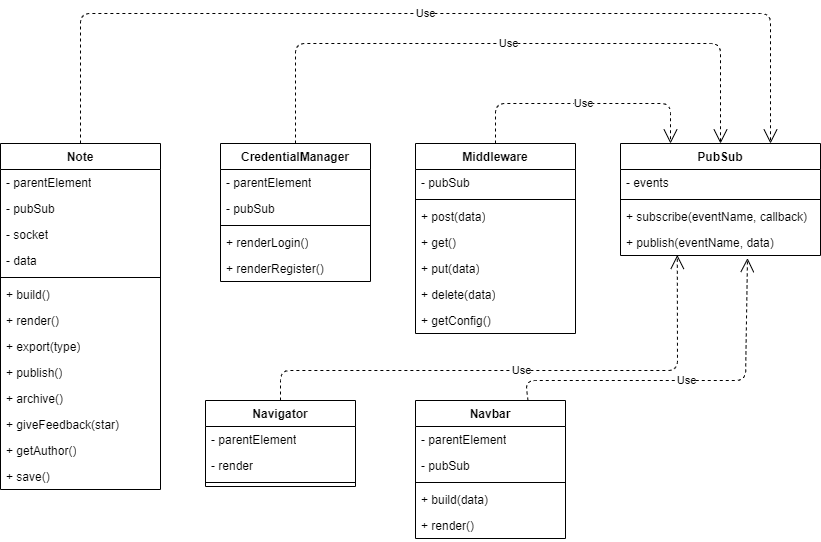 Use
Use
Use
Note
- parentElement
- pubSub
- socket
- data
+ build()
+ render()
+ export(type)
+ publish()
+ archive()
+ giveFeedback(star)
+ getAuthor()
+ save()
CredentialManager
- parentElement
- pubSub
+ renderLogin()
+ renderRegister()
Middleware
- pubSub
+ post(data)
+ get()
+ put(data)
+ delete(data)
+ getConfig()
PubSub
- events
+ subscribe(eventName, callback)
+ publish(eventName, data)
Use
Use
Navigator
- parentElement
- render
Navbar
- parentElement
- pubSub
+ build(data)
+ render()